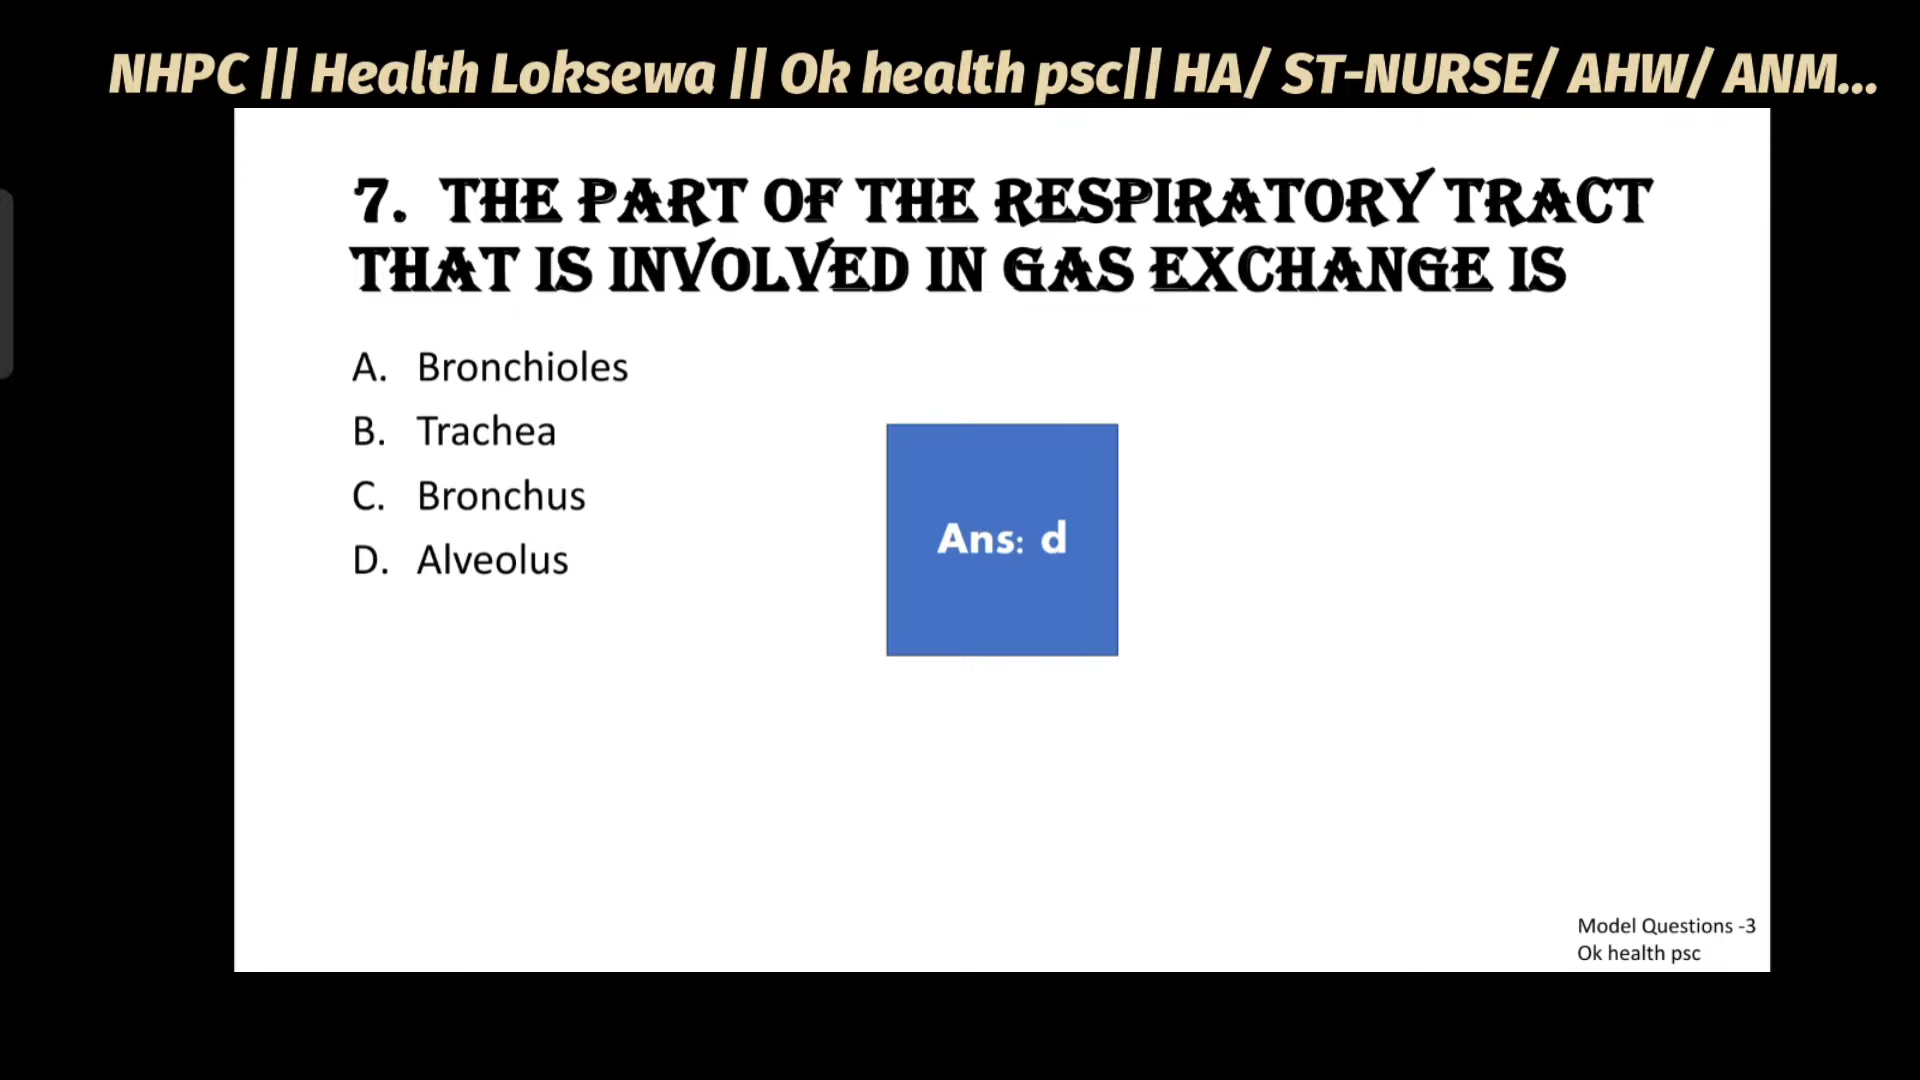 NHPC || Health Loksewa || Ok health psc|| HA/ ST-NURSE/ AHW/ ANM...
7. THE PART OF THE RESPIRATORY TRACT
THAT IS INVOLVED IN GAS EXCHANGE IS
A. Bronchioles
B. Trachea
C. Bronchus
D. Alveolus
Ans: d
Model Questions -3
Ok health psc